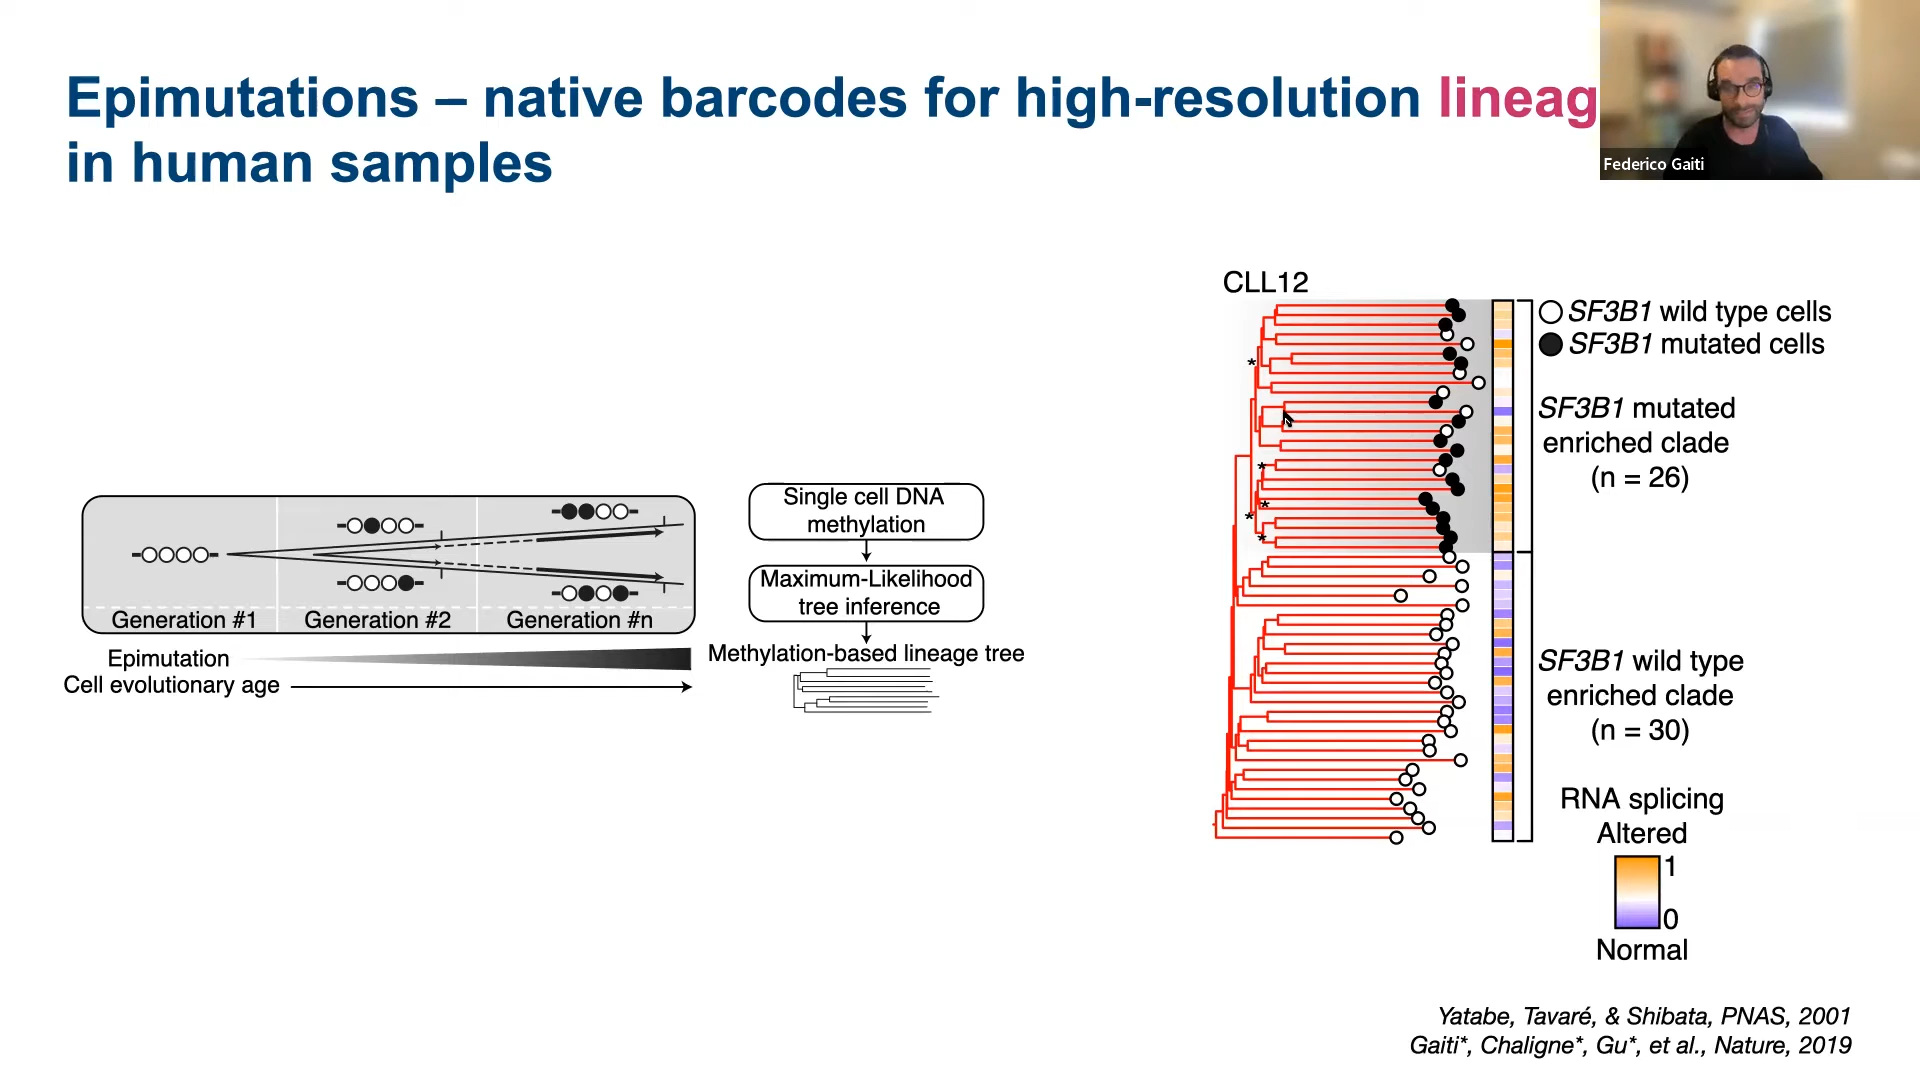 Epimutations – native barcodes for high-resolution lineag
in human samples
Federico Gaiti
Generation #1
Generation #2
Generation #n
Epimutation
Cell evolutionary age
Single cell DNA
methylation
Maximum-Likelihood
tree inference
Methylation-based lineage tree
CLL12
*
*
*
*
*
SF3B1 wild type cells
SF3B1 mutated cells
SF3B1 mutated
enriched clade
(n = 26)
SF3B1 wild type
enriched clade
(n = 30)
RNA splicing
Altered
1
0
Normal
Yatabe, Tavaré, & Shibata, PNAS, 2001
Gaiti*, Chaligne*, Gu*, et al., Nature, 2019